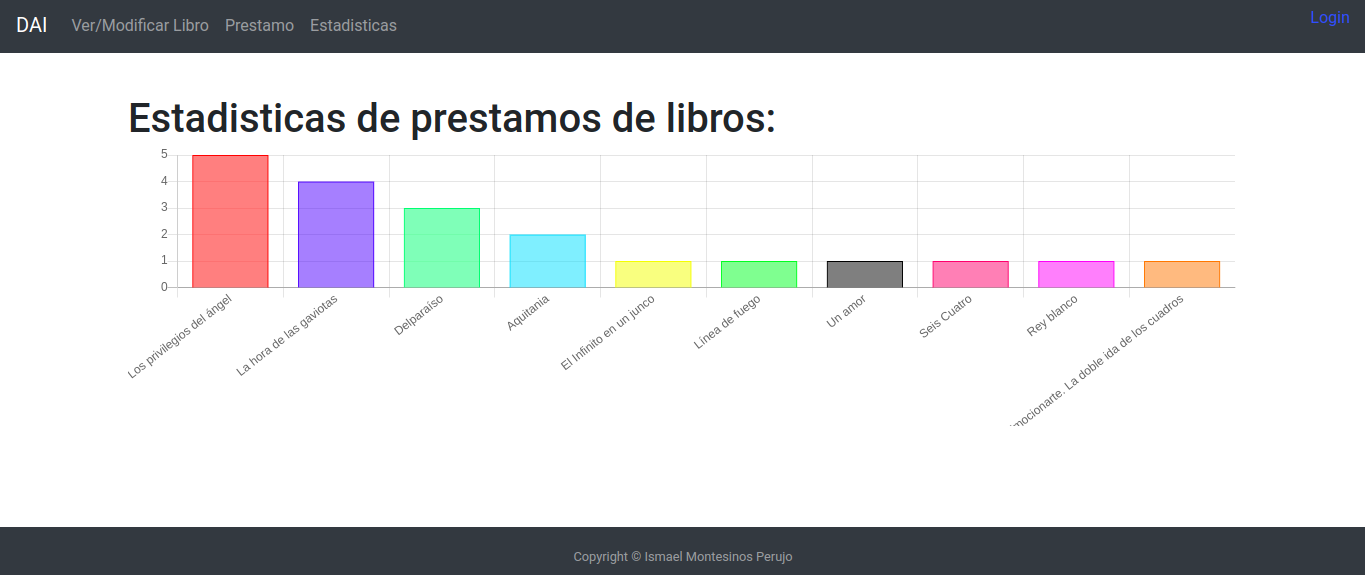 DAI Ver/Modificar Libro Prestamo Estadisticas Login
Estadisticas de prestamos de libros:
5
4
3
2
1
0
Los privilegios del ángel
La hora de las gaviotas
Delparaíso
Aquitania
El Infinito en un junco
Línea de fuego
Un amor
Seis Cuatro
Rey blanco
La doble ida de los cuadros
Copyright © Ismael Montesinos Perujo